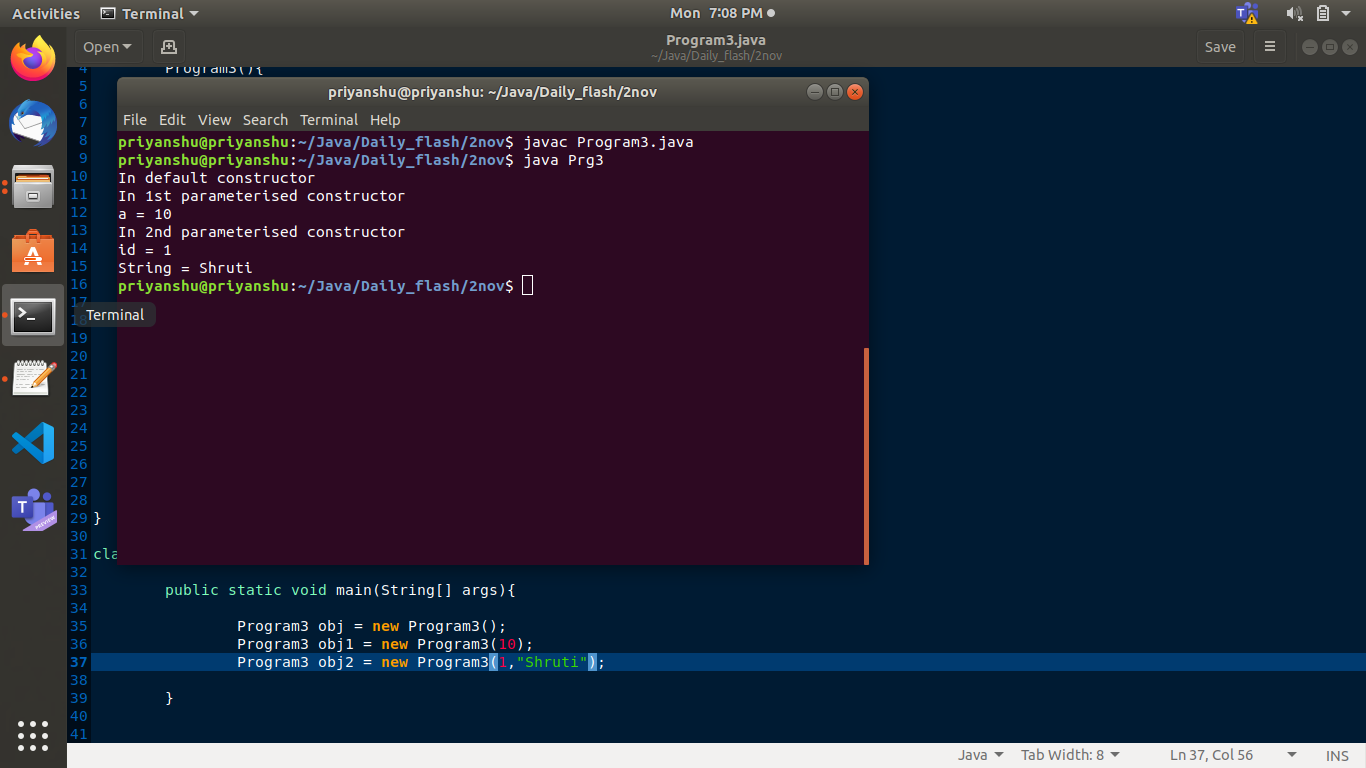 Activities Terminal Mon 7:08 PM
Open Program3.java Save
~/Java/Daily_flash/2nov
4 Program3(){
priyanshu@priyanshu: ~/Java/Daily_flash/2nov
File Edit View Search Terminal Help
priyanshu@priyanshu:~/Java/Daily_flash/2nov$ javac Program3.java
priyanshu@priyanshu:~/Java/Daily_flash/2nov$ java Prg3
In default constructor
In 1st parameterised constructor
a = 10
In 2nd parameterised constructor
id = 1
String = Shruti
priyanshu@priyanshu:~/Java/Daily_flash/2nov$
Terminal
5
6
7
8
9
10
11
12
13
14
15
16
17
18
19
20
21
22
23
24
25
26
27
28
29 }
30
31 cla
32
33 public static void main(String[] args){
34
35 Program3 obj = new Program3();
36 Program3 obj1 = new Program3(10);
37 Program3 obj2 = new Program3(1,"Shruti");
38
39 }
40
41
Java Tab Width: 8 Ln 37, Col 56 INS